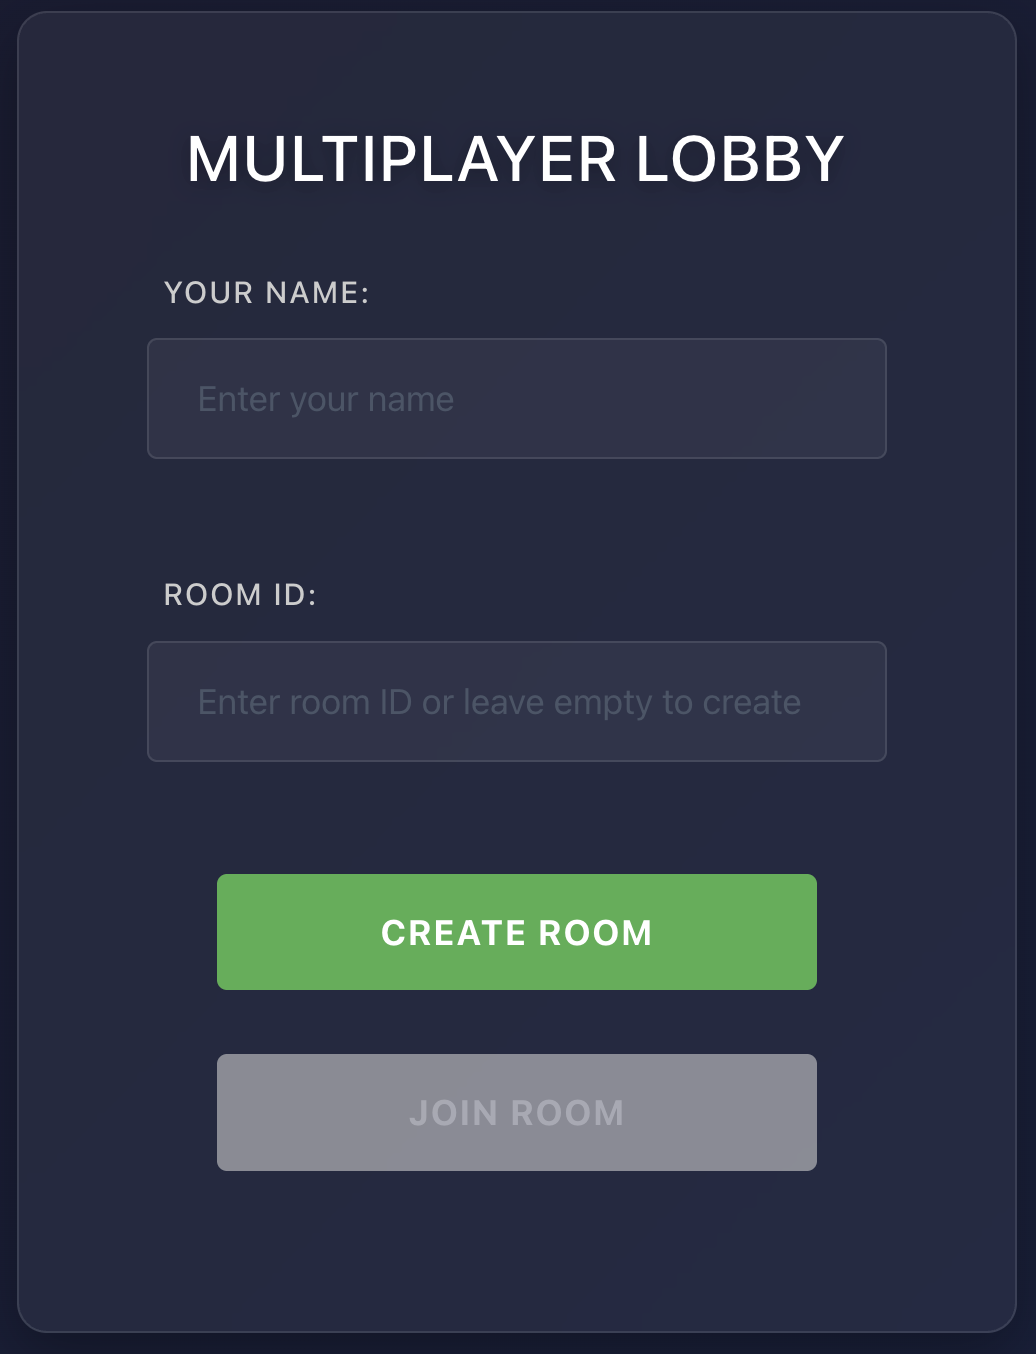 MULTIPLAYER LOBBY
YOUR NAME:
Enter your name
ROOM ID:
Enter room ID or leave empty to create
CREATE ROOM
JOIN ROOM